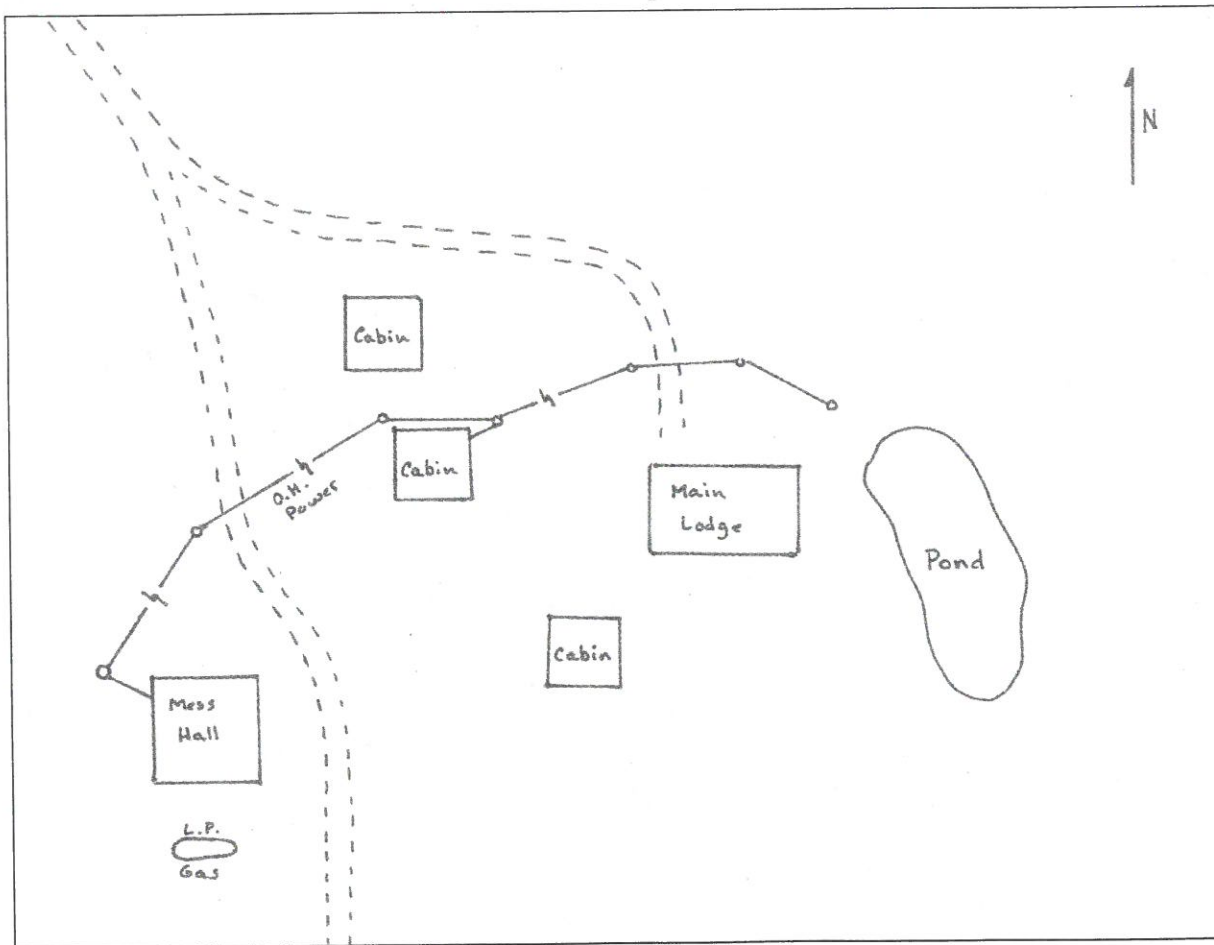 N
Cabin
Cabin
O.H.
Power
Main
Lodge
Pond
Cabin
Mess
Hall
L.P.
Gas